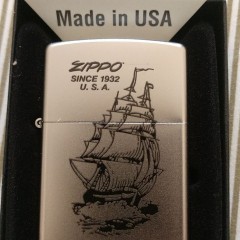 Made in USA
ZIPPO
SINCE 1932
U. S. A.